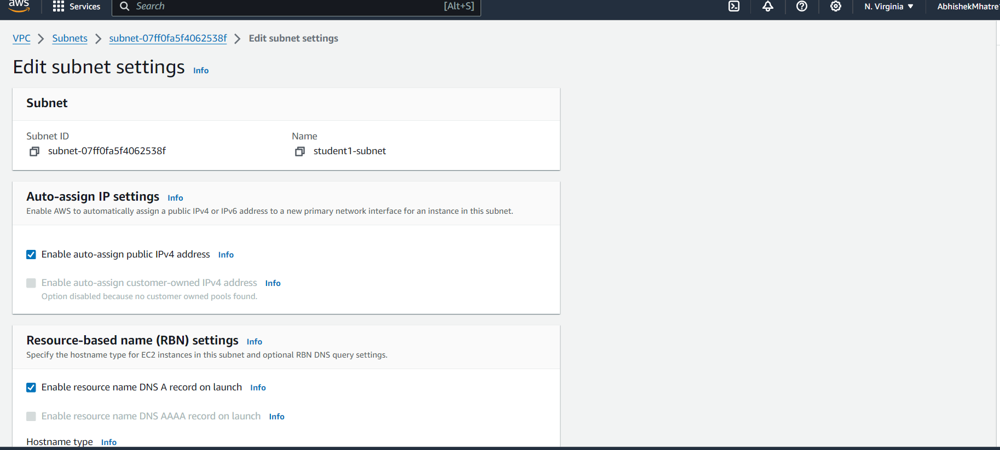 aws Services Search [Alt+S] N. Virginia AbhishekMhatre
VPC Subnets subnet-07ff0fa5f4062538f Edit subnet settings
Edit subnet settings Info
Subnet
Subnet ID Name
subnet-07ff0fa5f4062538f student1-subnet
Auto-assign IP settings Info
Enable AWS to automatically assign a public IPv4 or IPv6 address to a new primary network interface for an instance in this subnet.
Enable auto-assign public IPv4 address Info
Enable auto-assign customer-owned IPv4 address Info
Option disabled because no customer owned pools found.
Resource-based name (RBN) settings Info
Specify the hostname type for EC2 instances in this subnet and optional RBN DNS query settings.
Enable resource name DNS A record on launch Info
Enable resource name DNS AAAA record on launch Info
Hostname type Info